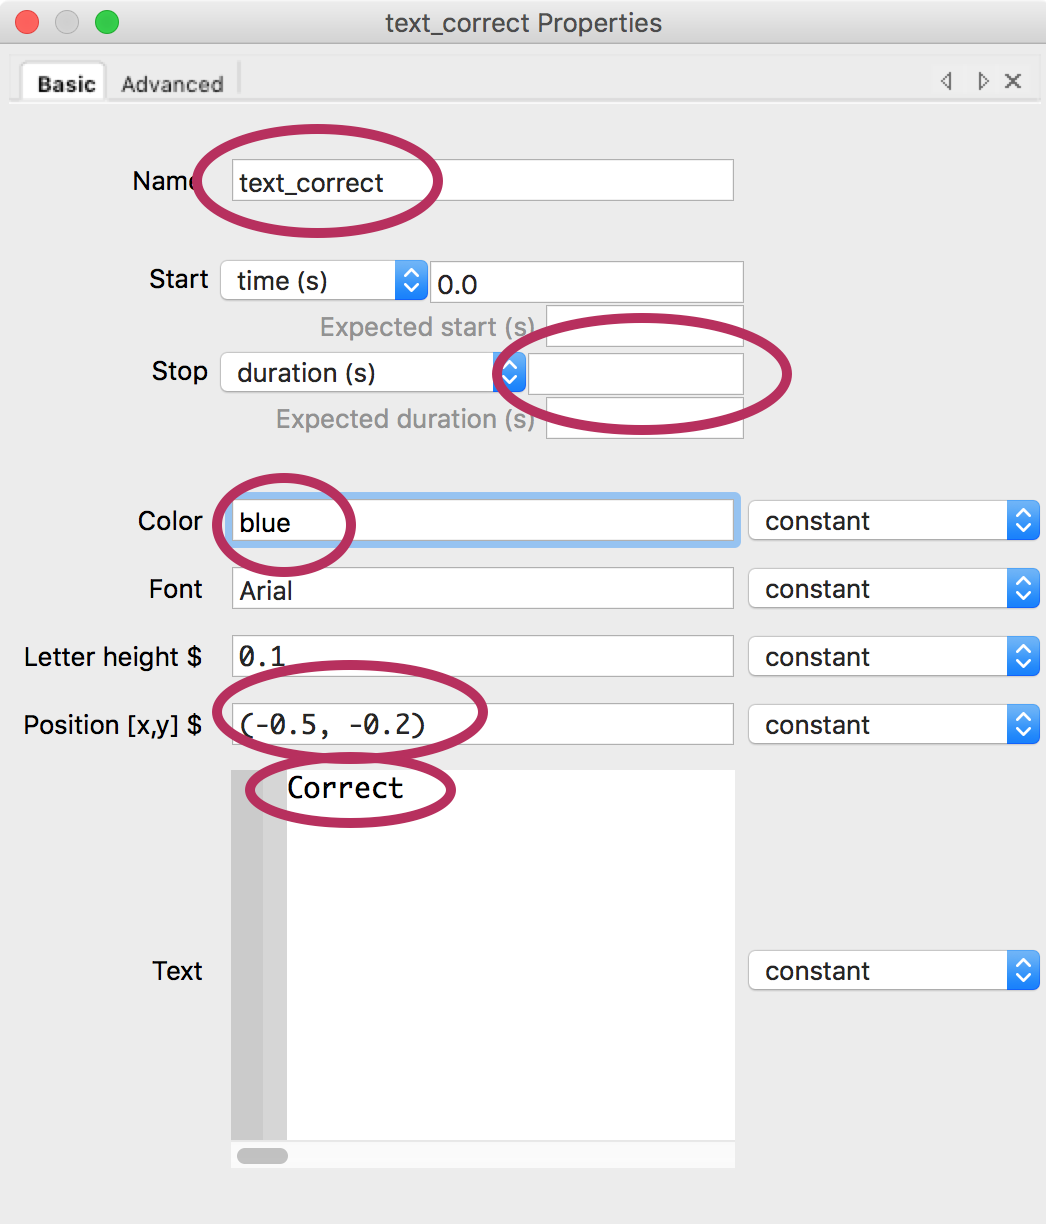 text_correct Properties
Basic Advanced
Name text_correct
Start time (s) 0.0
Expected start (s)
Stop duration (s)
Expected duration (s)
Color blue constant
Font Arial constant
Letter height $ 0.1 constant
Position [x,y] $ (-0.5, -0.2) constant
Correct
Text constant